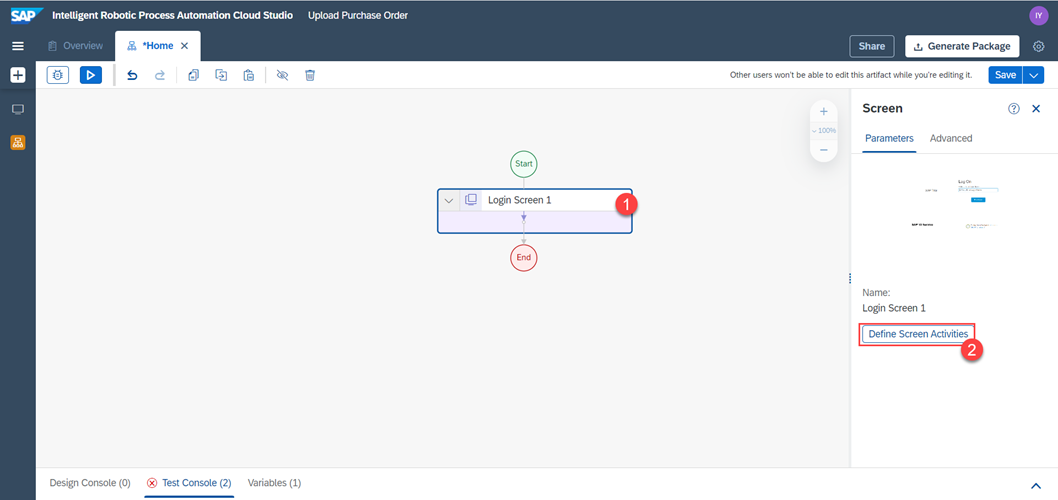 SAP Intelligent Robotic Process Automation Cloud Studio Upload Purchase Order IY
Overview *Home Share Generate Package
Other users won't be able to edit this artifact while you're editing it. Save
Screen
Parameters Advanced
100%
Start
Login Screen 1 1
End
Log On
Name:
Login Screen 1
Define Screen Activities
2
Design Console (0) Test Console (2) Variables (1)